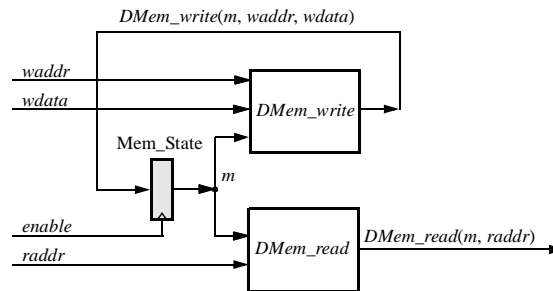 DMem_write(m, waddr, wdata)
waddr
wdata
DMem_write
Mem_State
m
enable
raddr
DMem_read
DMem_read(m, raddr)